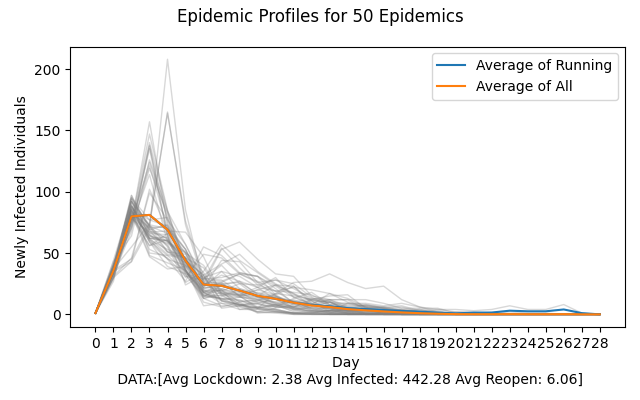 Epidemic Profiles for 50 Epidemics
Average of Running
Average of All
200
150
100
50
0
Newly Infected Individuals
0 1 2 3 4 5 6 7 8 9 10 11 12 13 14 15 16 17 18 19 20 21 22 23 24 25 26 27 28
Day
DATA:[Avg Lockdown: 2.38 Avg Infected: 442.28 Avg Reopen: 6.06]